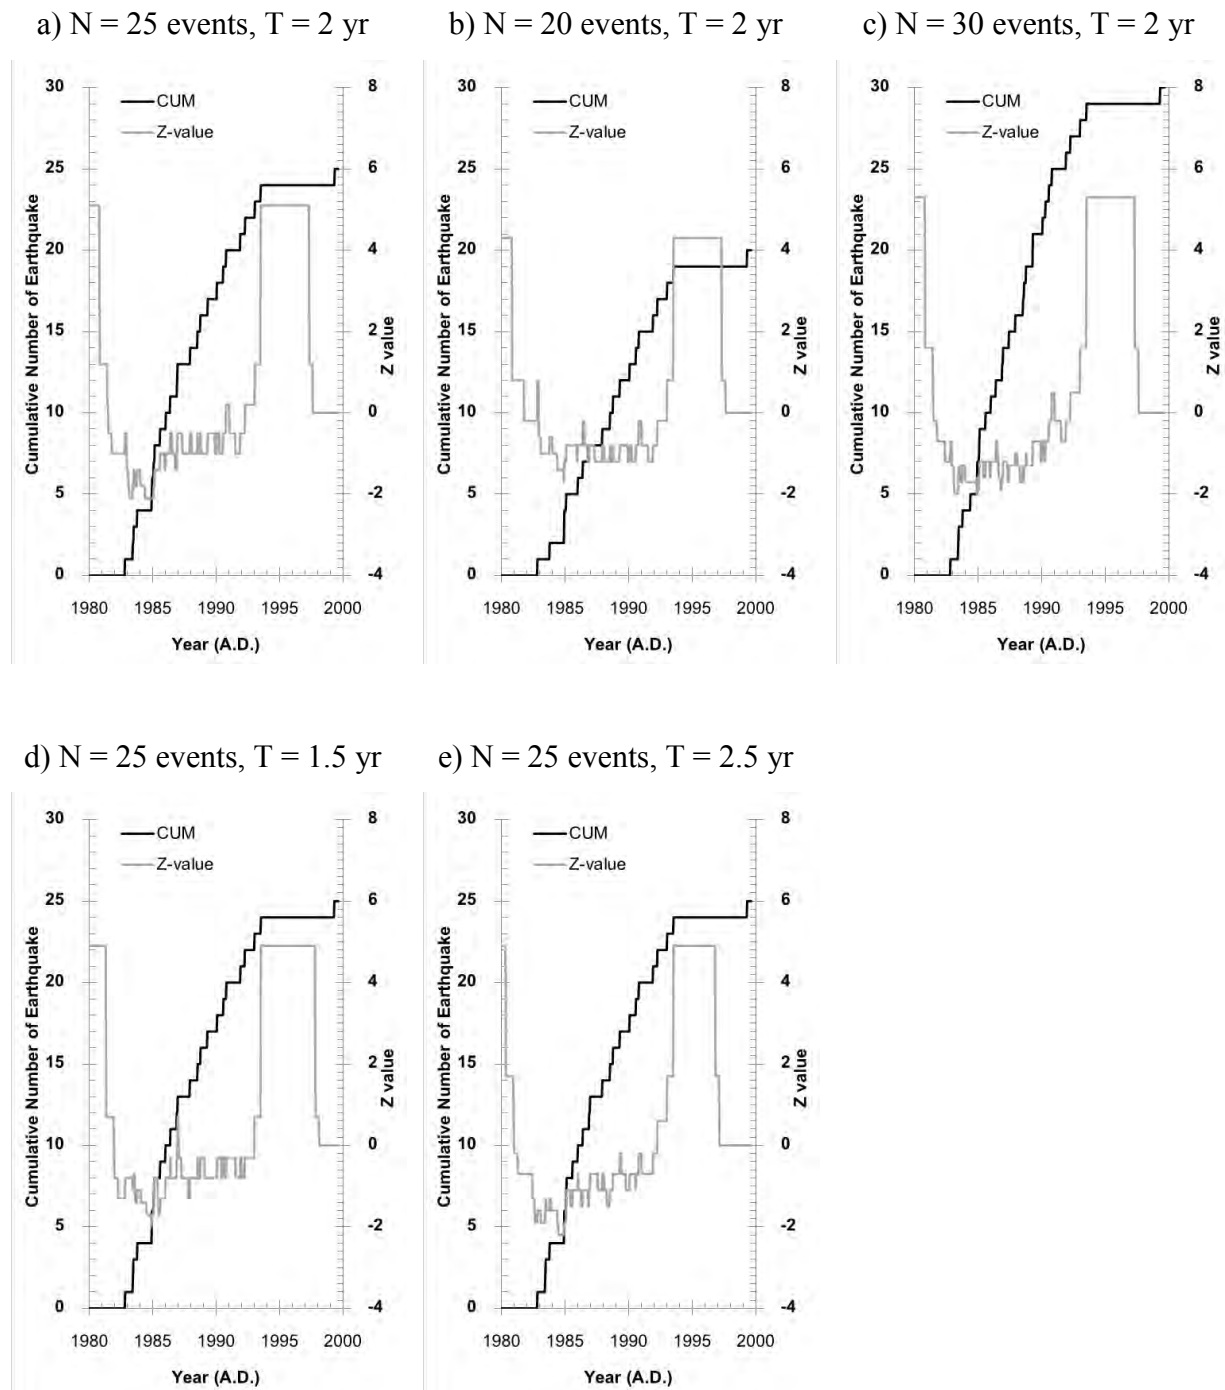 a) N = 25 events, T = 2 yr
30
25
20
15
10
5
0
Cumulative Number of Earthquake
CUM
Z-value
8
6
4
2
0
-2
-4
Z value
1980 1985 1990 1995 2000
Year (A.D.)
b) N = 20 events, T = 2 yr
30
25
20
15
10
5
0
Cumulative Number of Earthquake
CUM
Z-value
8
6
4
2
0
-2
-4
Z value
1980 1985 1990 1995 2000
Year (A.D.)
c) N = 30 events, T = 2 yr
30
25
20
15
10
5
0
Cumulative Number of Earthquake
CUM
Z-value
8
6
4
2
0
-2
-4
Z value
1980 1985 1990 1995 2000
Year (A.D.)
d) N = 25 events, T = 1.5 yr
30
25
20
15
10
5
0
Cumulative Number of Earthquake
CUM
Z-value
8
6
4
2
0
-2
-4
Z value
1980 1985 1990 1995 2000
Year (A.D.)
e) N = 25 events, T = 2.5 yr
30
25
20
15
10
5
0
Cumulative Number of Earthquake
CUM
Z-value
8
6
4
2
0
-2
-4
Z value
1980 1985 1990 1995 2000
Year (A.D.)